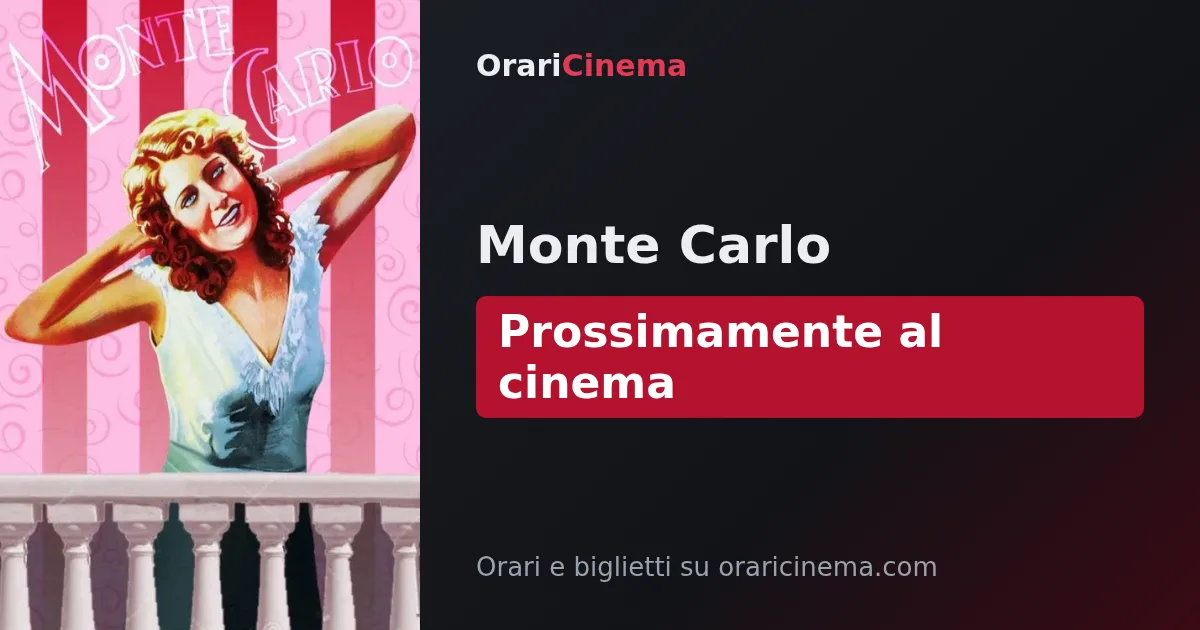 MONTE
CARLO
OrariCinema
Monte Carlo
Prossimamente al
cinema
Orari e biglietti su oraricinema.com